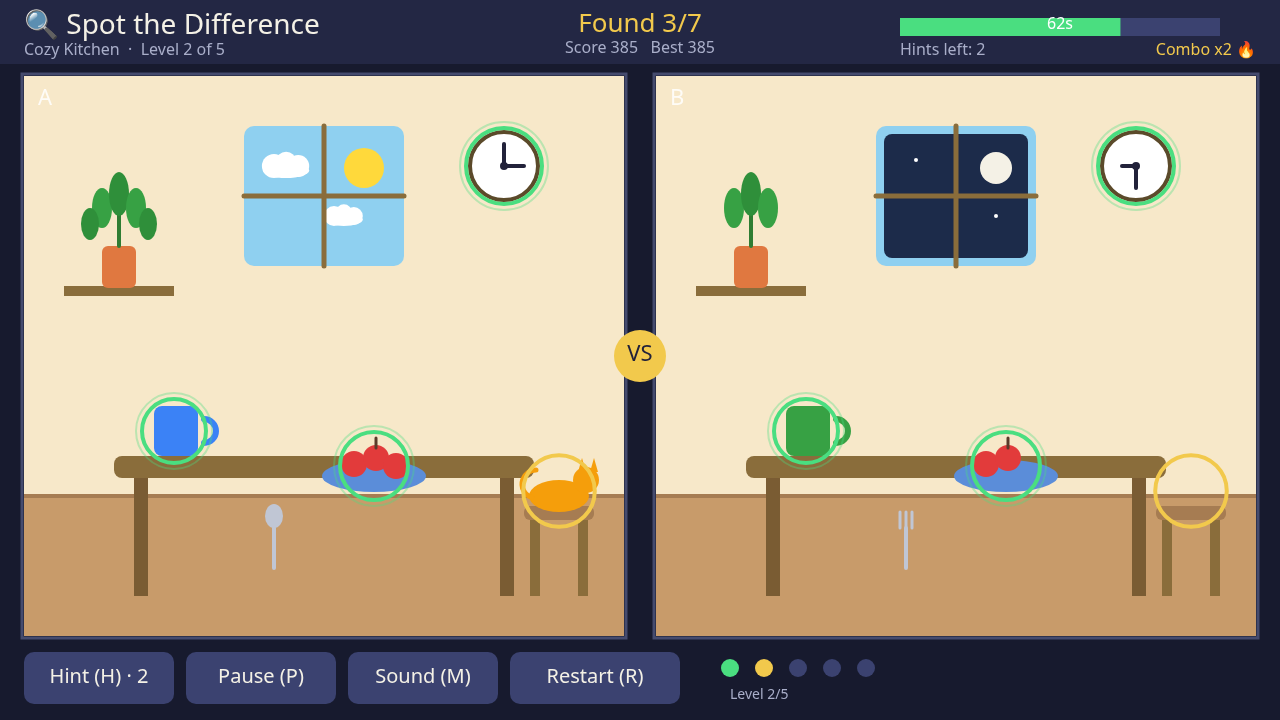 🔍 Spot the Difference
Cozy Kitchen · Level 2 of 5
Found 3/7
Score 385 Best 385
62s
Hints left: 2
Combo x2 🔥
A
B
VS
Hint (H) · 2
Pause (P)
Sound (M)
Restart (R)
Level 2/5